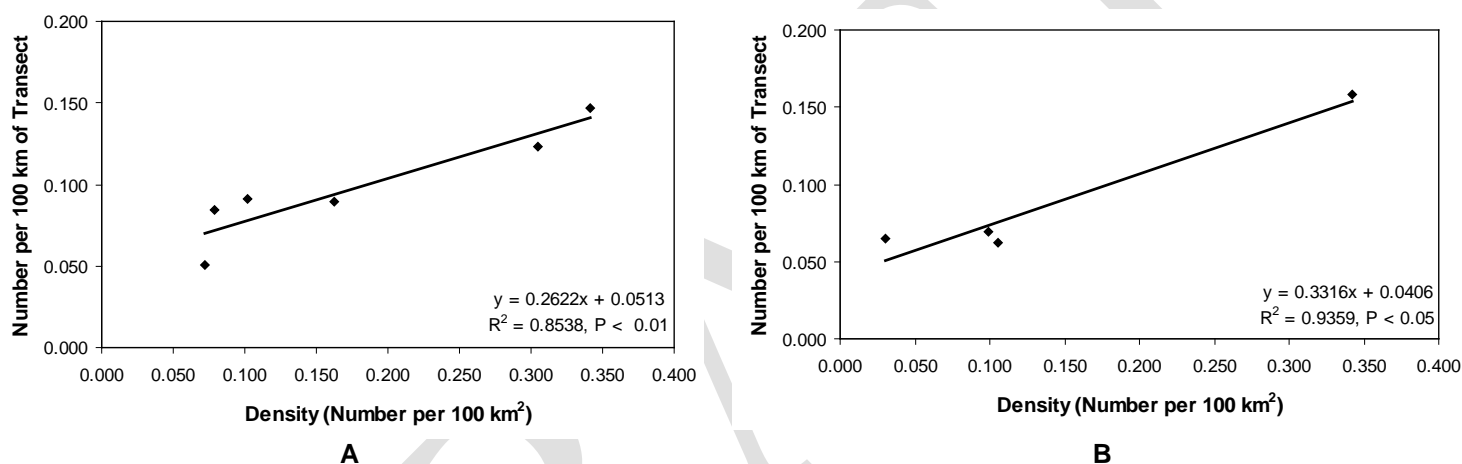 Number per 100 km of Transect
0.200
0.150
0.100
0.050
0.000
y = 0.2622x + 0.0513
R² = 0.8538, P < 0.01
0.000 0.050 0.100 0.150 0.200 0.250 0.300 0.350 0.400
Density (Number per 100 km²)
A
Number per 100 km of Transect
0.200
0.150
0.100
0.050
0.000
y = 0.3316x + 0.0406
R² = 0.9359, P < 0.05
0.000 0.050 0.100 0.150 0.200 0.250 0.300 0.350 0.400
Density (Number per 100 km²)
B